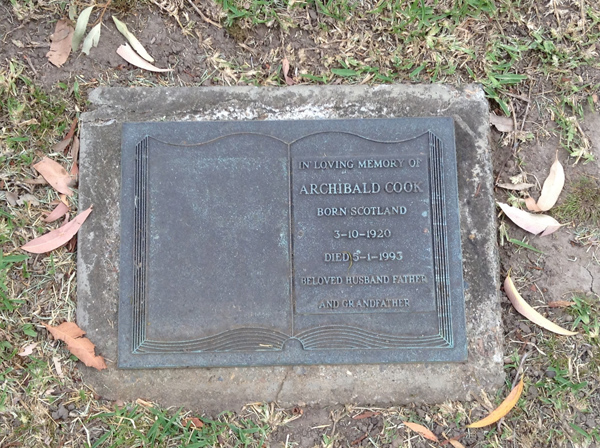 IN LOVING MEMORY OF
ARCHIBALD COOK
BORN SCOTLAND
3-10-1920
DIED 5-1-1993
BELOVED HUSBAND FATHER
AND GRANDFATHER